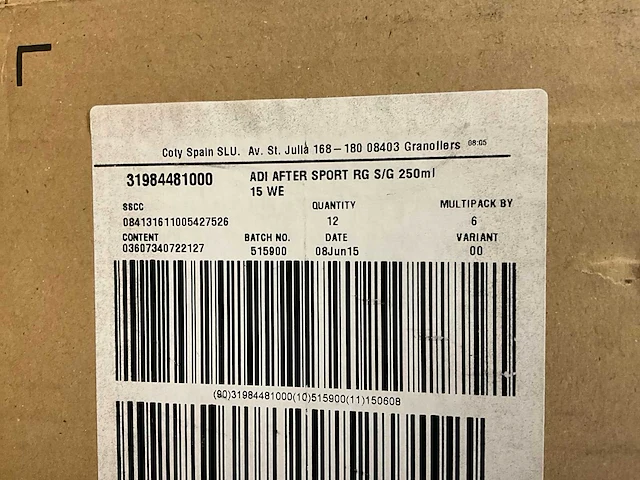 Coty Spain SLU. Av. St. Julià 168-180 08403 Granollers 08:05
31984481000 ADI AFTER SPORT RG S/G 250ml
15 WE
SSCC QUANTITY MULTIPACK BY
084131611005427526 12 6
CONTENT BATCH NO. DATE VARIANT
03607340722127 515900 08Jun15 00
(90)31984481000(10)515900(11)150608